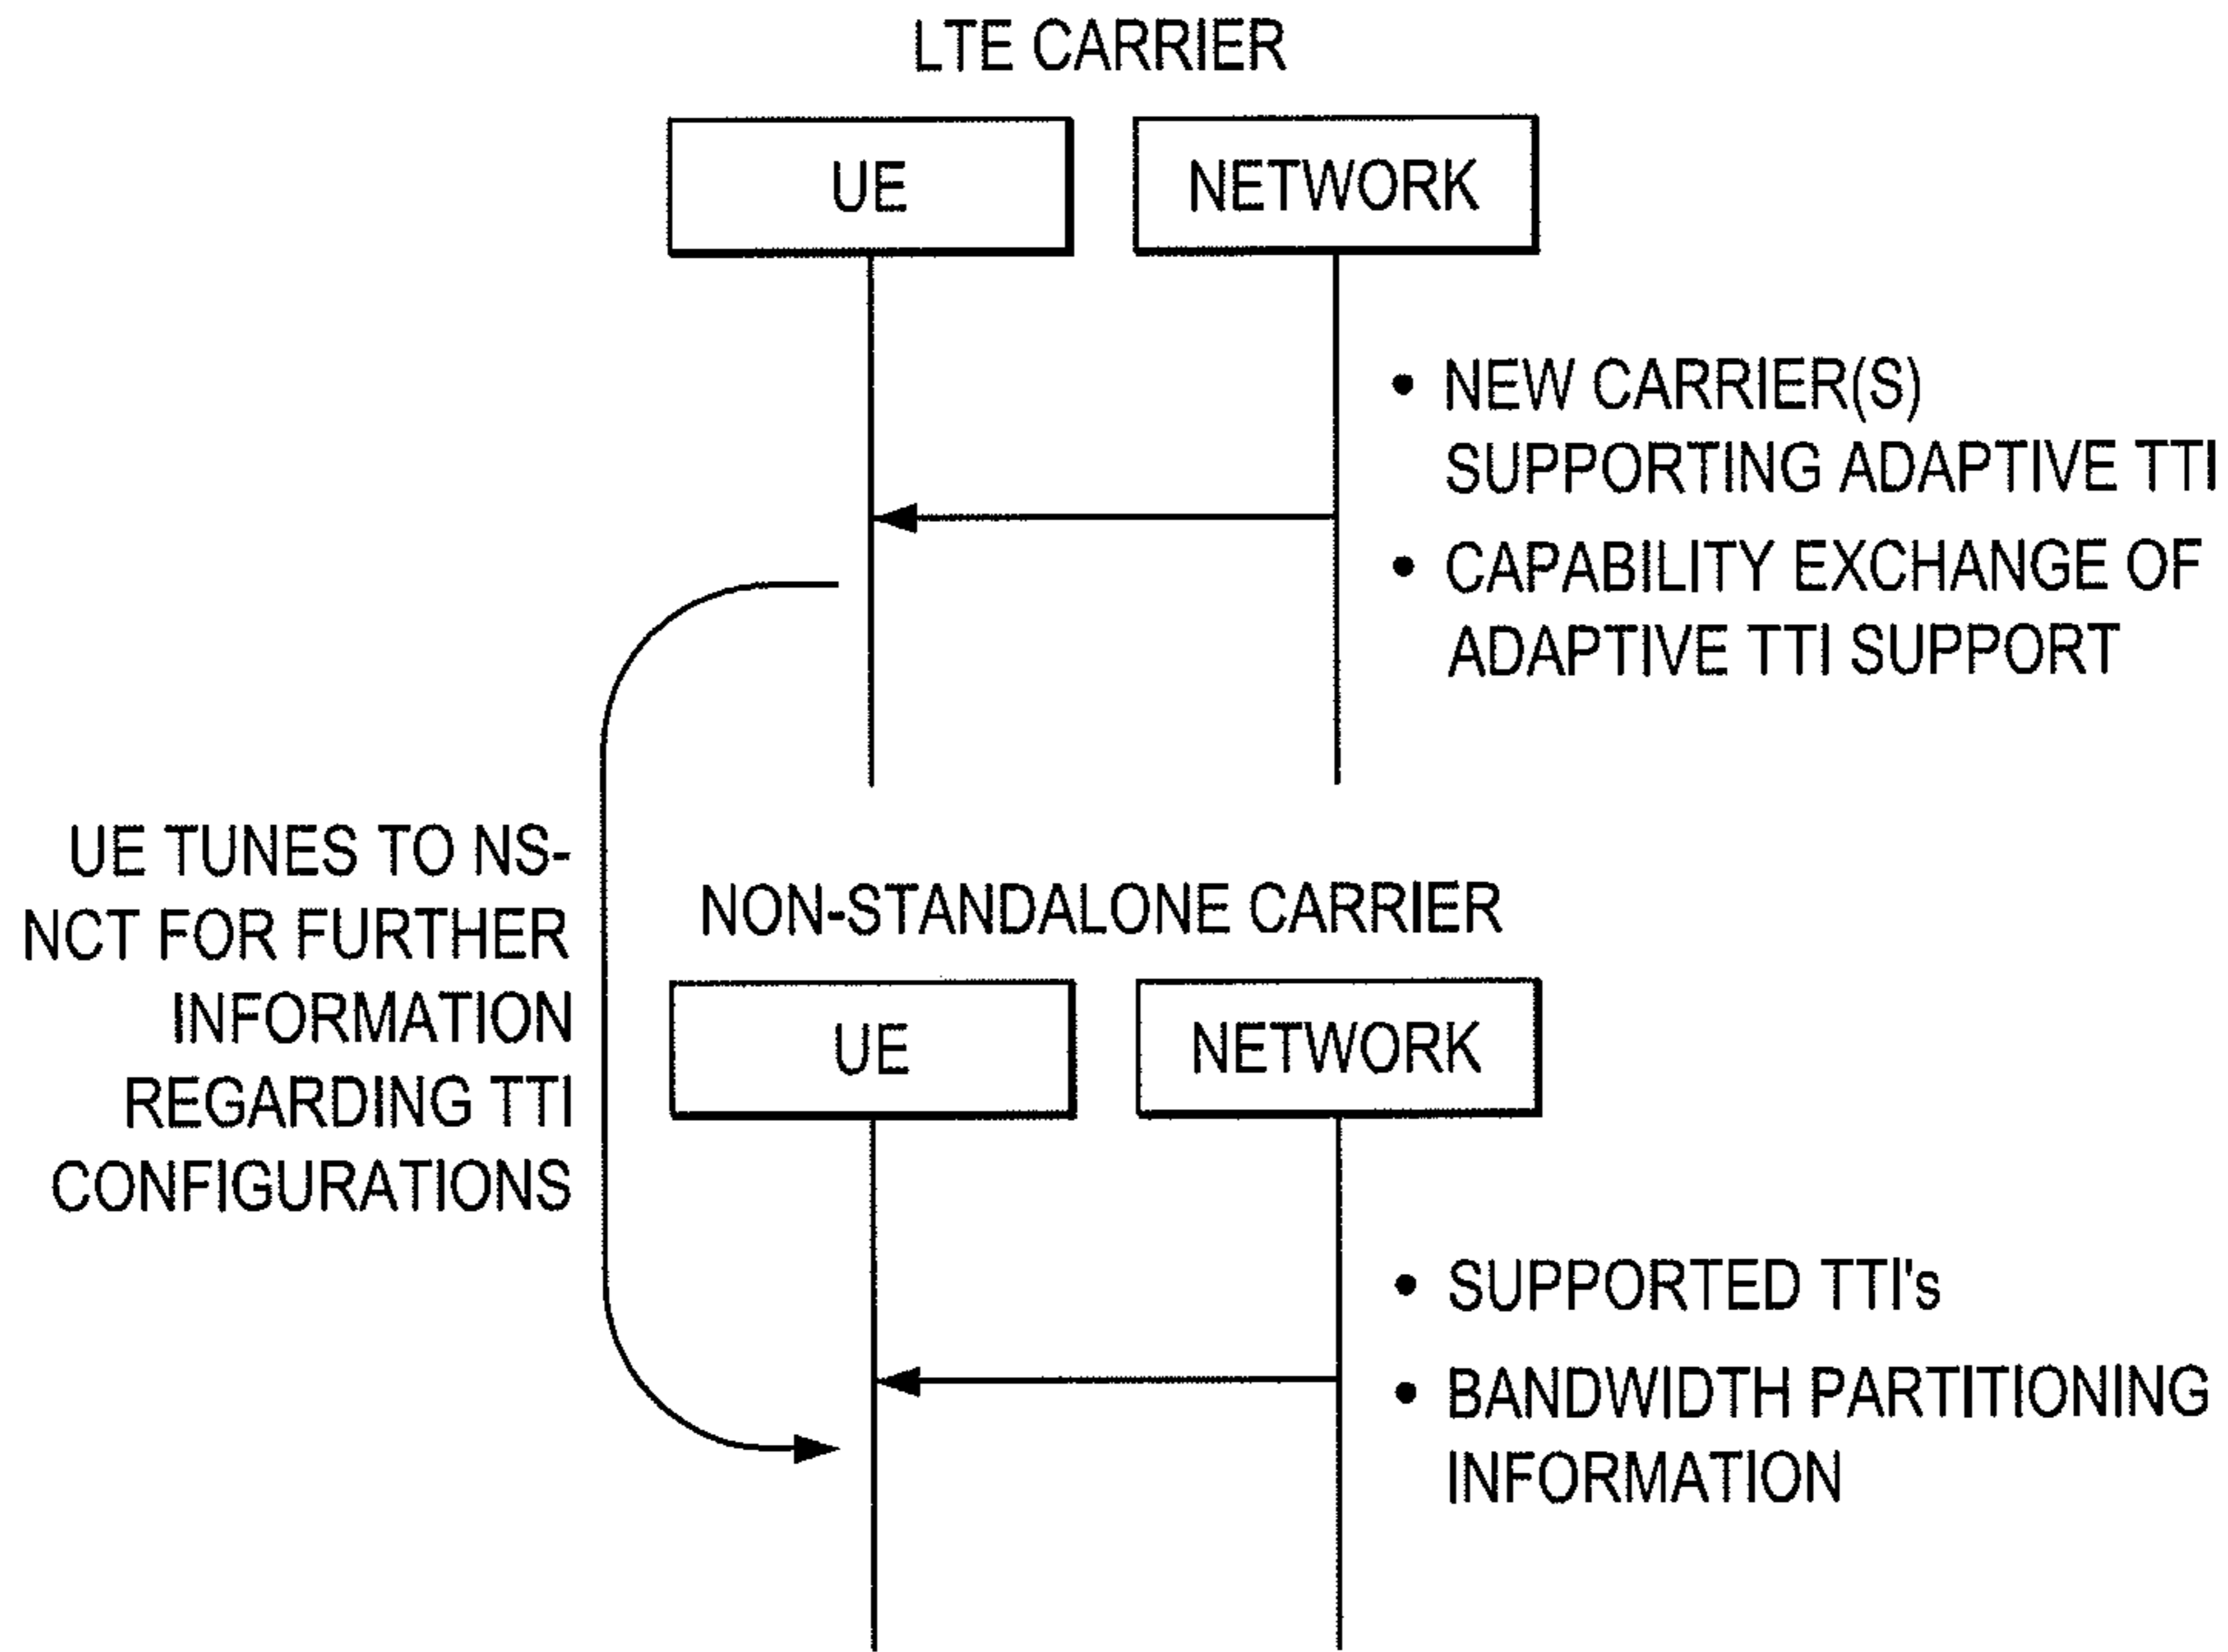 LTE CARRIER
UE
NETWORK
• NEW CARRIER(S)
SUPPORTING ADAPTIVE TTI
• CAPABILITY EXCHANGE OF
ADAPTIVE TTI SUPPORT
UE TUNES TO NS-
NCT FOR FURTHER
INFORMATION
REGARDING TTI
CONFIGURATIONS
NON-STANDALONE CARRIER
UE
NETWORK
• SUPPORTED TTI's
• BANDWIDTH PARTITIONING
INFORMATION